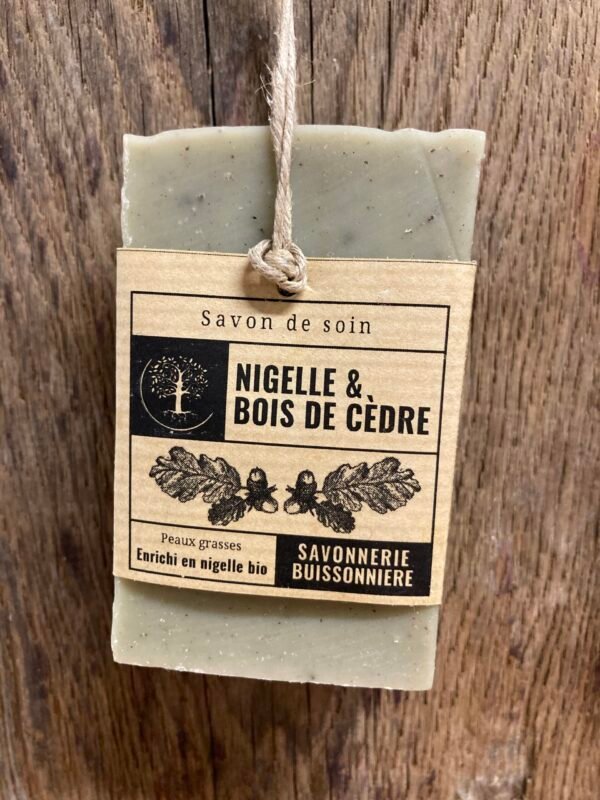 Savon de soin
NIGELLE &
BOIS DE CÈDRE
Peaux grasses
Enrichi en nigelle bio
SAVONNERIE
BUISSONNIERE